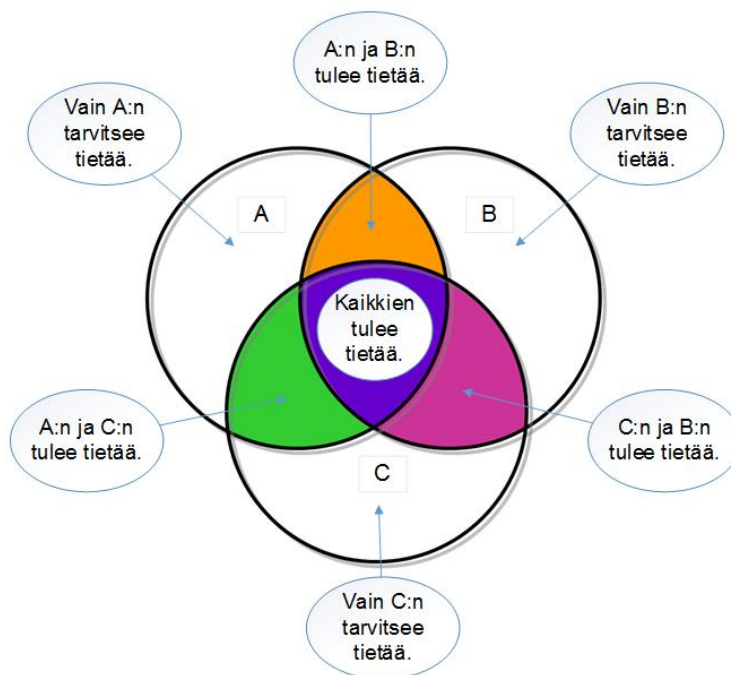 A:n ja B:n
tulee tietää.
Vain A:n
tarvitsee
tietää.
Vain B:n
tarvitsee
tietää.
A
B
Kaikkien
tulee
tietää.
A:n ja C:n
tulee tietää.
C:n ja B:n
tulee tietää.
C
Vain C:n
tarvitsee
tietää.